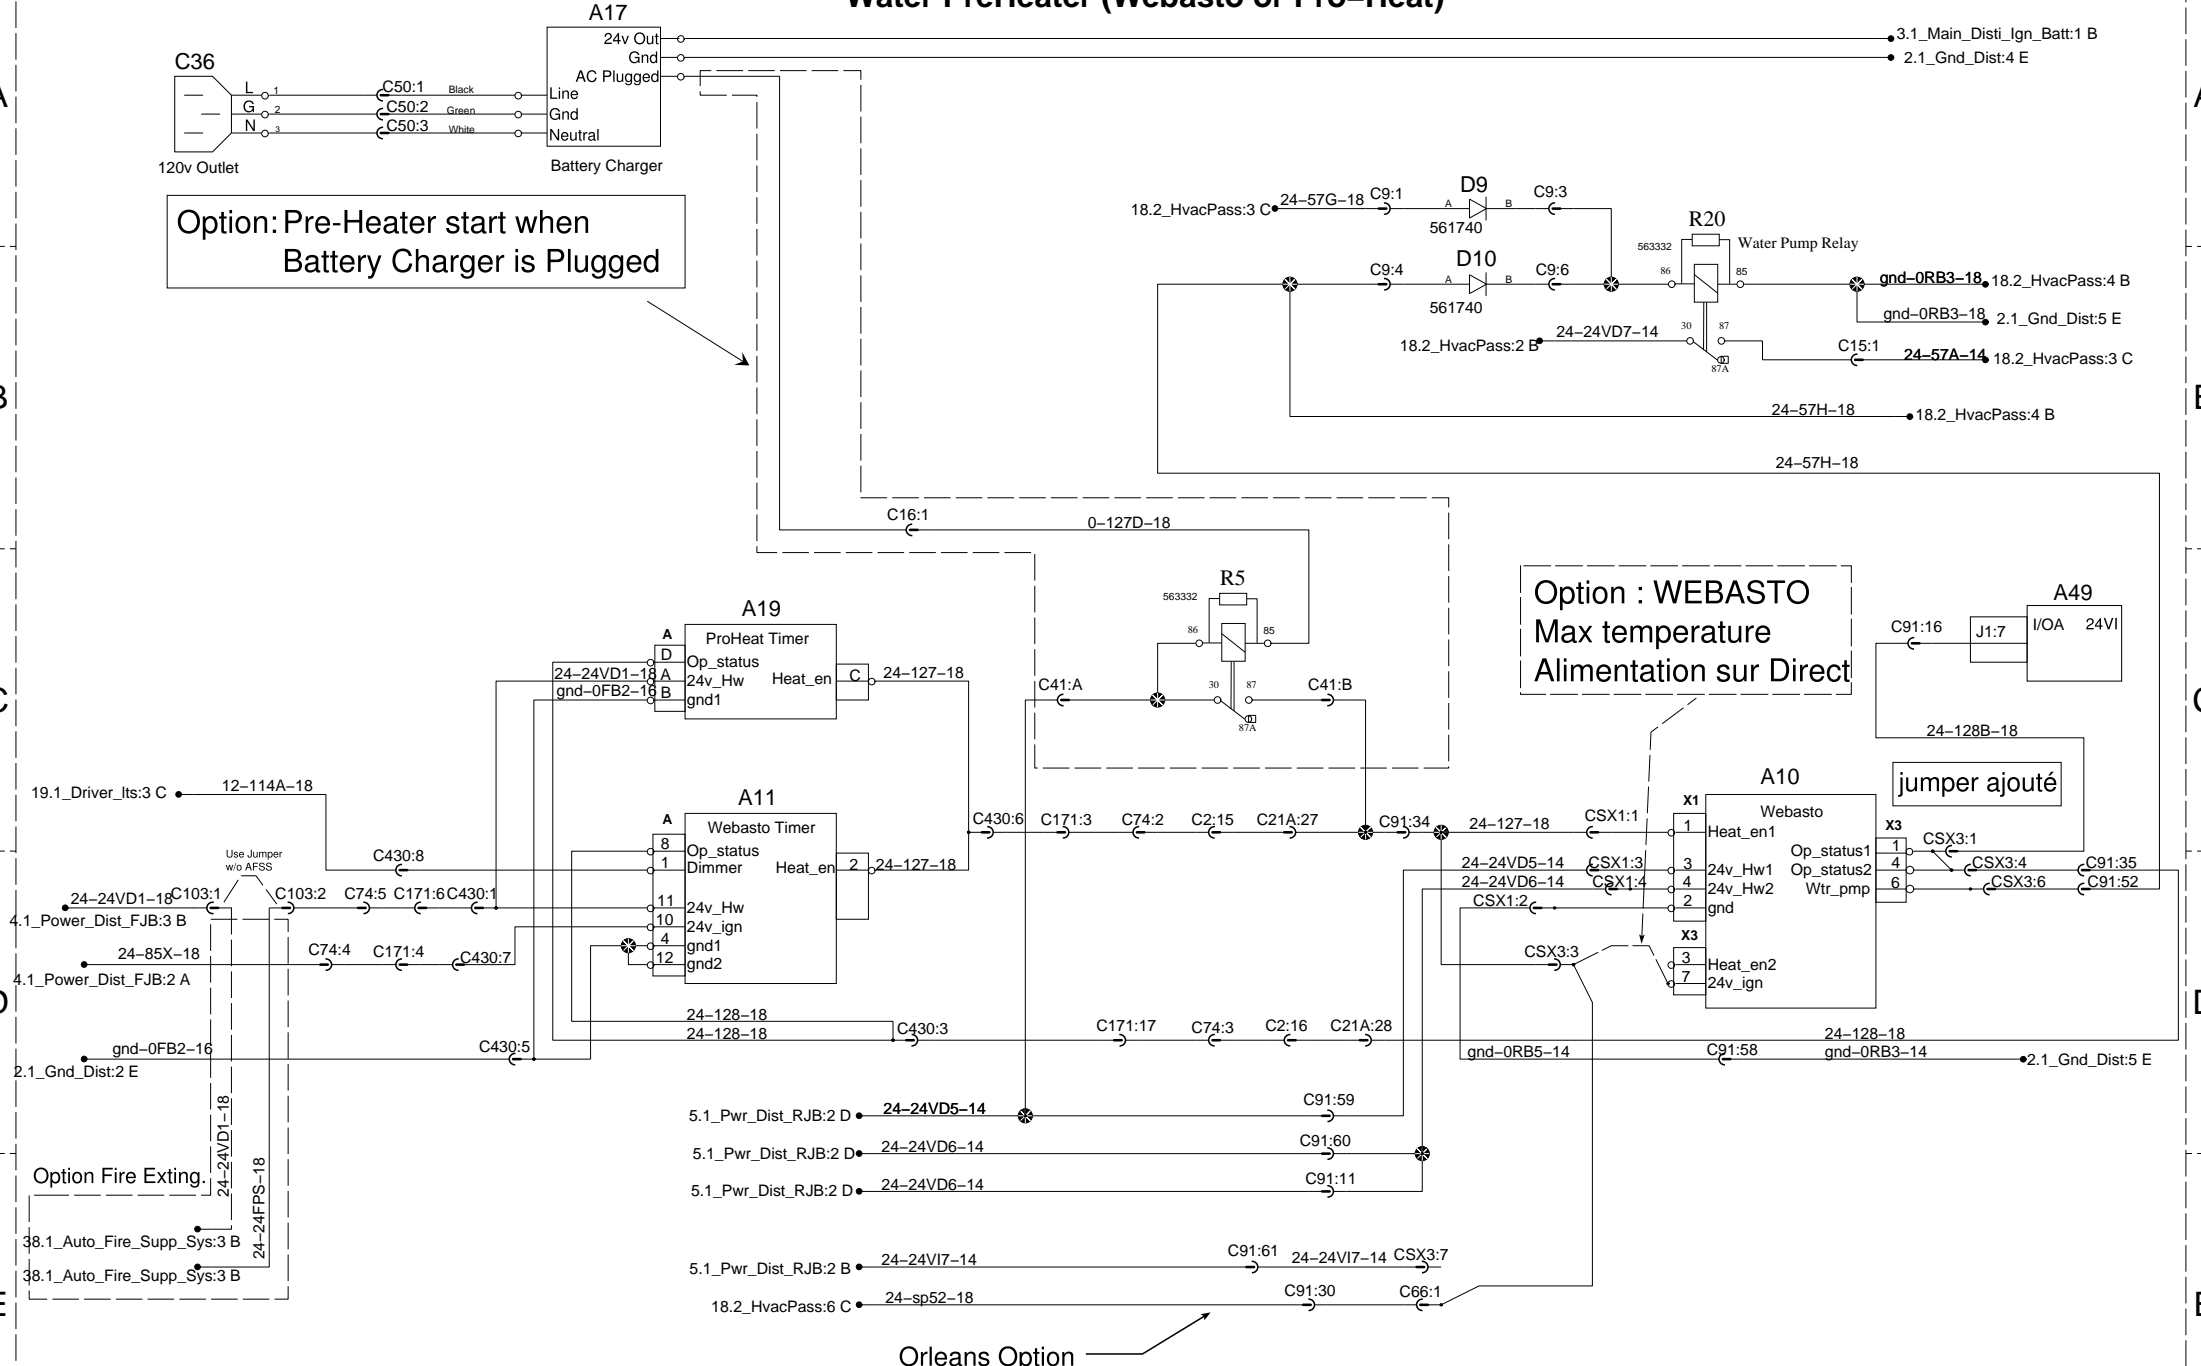 Water PreHeater (Webasto or Pro–Heat)
A17
24v Out
Gnd
AC Plugged
Line
Gnd
Neutral
Battery Charger
3.1_Main_Disti_Ign_Batt:1 B
2.1_Gnd_Dist:4 E
C36
L 1 C50:1 Black
G 2 C50:2 Green
N 3 C50:3 White
120v Outlet
A
A
Option: Pre-Heater start when
Battery Charger is Plugged
18.2_HvacPass:3 C 24–57G–18 C9:1 A D9 B C9:3
561740
R20
563332
Water Pump Relay
C9:4 A D10 B C9:6 86 85
561740
gnd–0RB3–18 18.2_HvacPass:4 B
gnd–0RB3–18 2.1_Gnd_Dist:5 E
18.2_HvacPass:2 B 24–24VD7–14 30 87
87A
C15:1 24–57A–14 18.2_HvacPass:3 C
24–57H–18 18.2_HvacPass:4 B
24–57H–18
B
C16:1 0–127D–18
R5
563332
86 85
C41:A 30 87 C41:B
87A
Option : WEBASTO
Max temperature
Alimentation sur Direct
A49
C91:16 J1:7 I/OA 24VI
24–128B–18
jumper ajouté
C
C
A19
A ProHeat Timer
D Op_status
24–24VD1–18 A 24v_Hw Heat_en C 24–127–18
gnd–0FB2–16 B gnd1
19.1_Driver_lts:3 C 12–114A–18
A11
A Webasto Timer
8 Op_status
C430:8 1 Dimmer Heat_en 2 24–127–18
11 24v_Hw
10 24v_ign
4 gnd1
12 gnd2
C430:6 C171:3 C74:2 C2:15 C21A:27 C91:34 24–127–18 CSX1:1
A10
X1 Webasto X3
1 Heat_en1
3 24v_Hw1
4 24v_Hw2
2 gnd
X3
3 Heat_en2
7 24v_ign
Op_status1 1 CSX3:1
Op_status2 4 CSX3:4 C91:35
Wtr_pmp 6 CSX3:6 C91:52
24–24VD5–14 CSX1:3
24–24VD6–14 CSX1:4
CSX1:2
CSX3:3
Use Jumper
w/o AFSS
24–24VD1–18 C103:1 C103:2 C74:5 C171:6 C430:1
4.1_Power_Dist_FJB:3 B
24–85X–18 C74:4 C171:4 C430:7
4.1_Power_Dist_FJB:2 A
D
24–128–18
24–128–18 C430:3 C171:17 C74:3 C2:16 C21A:28 24–128–18
gnd–0FB2–16 C430:5
2.1_Gnd_Dist:2 E
gnd–0RB5–14 C91:58 gnd–0RB3–14 2.1_Gnd_Dist:5 E
5.1_Pwr_Dist_RJB:2 D 24–24VD5–14 C91:59
5.1_Pwr_Dist_RJB:2 D 24–24VD6–14 C91:60
5.1_Pwr_Dist_RJB:2 D 24–24VD6–14 C91:11
24–24VD1–18
24–24FPS–18
Option Fire Exting.
38.1_Auto_Fire_Supp_Sys:3 B
38.1_Auto_Fire_Supp_Sys:3 B
5.1_Pwr_Dist_RJB:2 B 24–24VI7–14 C91:61 24–24VI7–14 CSX3:7
18.2_HvacPass:6 C 24–sp52–18 C91:30 C66:1
Orleans Option